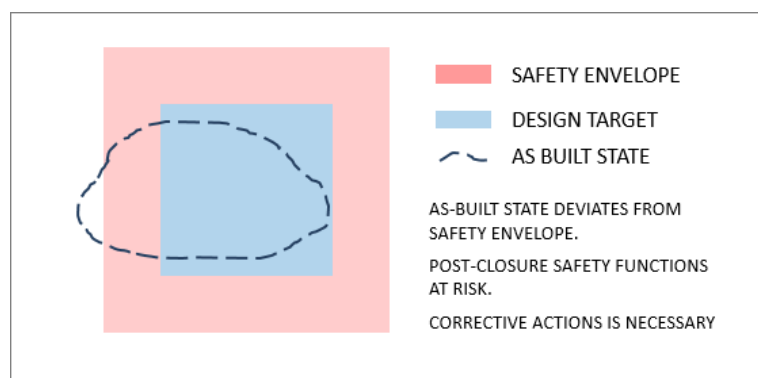 SAFETY ENVELOPE
DESIGN TARGET
AS BUILT STATE
AS-BUILT STATE DEVIATES FROM
SAFETY ENVELOPE.
POST-CLOSURE SAFETY FUNCTIONS
AT RISK.
CORRECTIVE ACTIONS IS NECESSARY